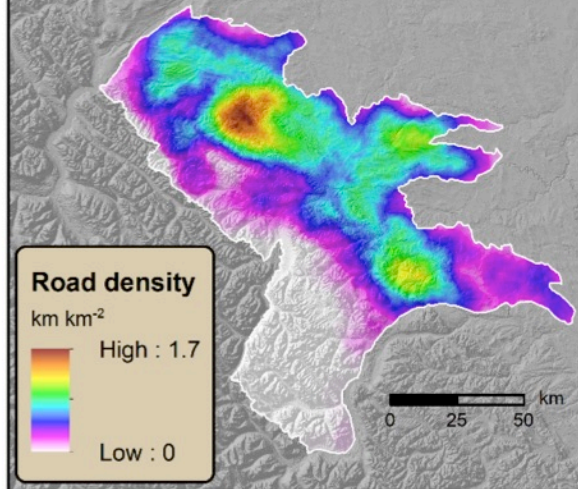 Road density
km km⁻²
High : 1.7
Low : 0
km
0 25 50